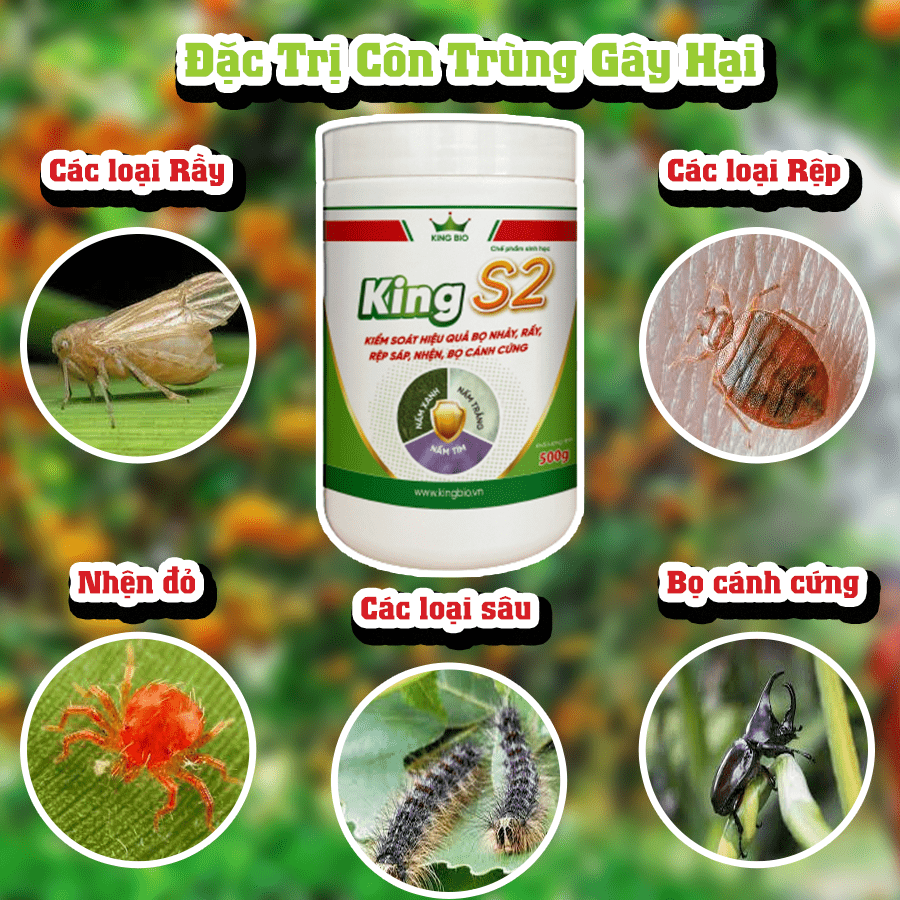 Đặc Trị Côn Trùng Gây Hại
Các loại Rầy
Các loại Rệp
KING BIO
Chế phẩm sinh học
King S2
KIỂM SOÁT HIỆU QUẢ BỌ NHẢY, RẦY,
RỆP SÁP, NHỆN, BỌ CÁNH CỨNG
NẤM XANH
NẤM TRẮNG
NẤM TÍM
500g
www.kingbio.vn
Nhện đỏ
Các loại sâu
Bọ cánh cứng